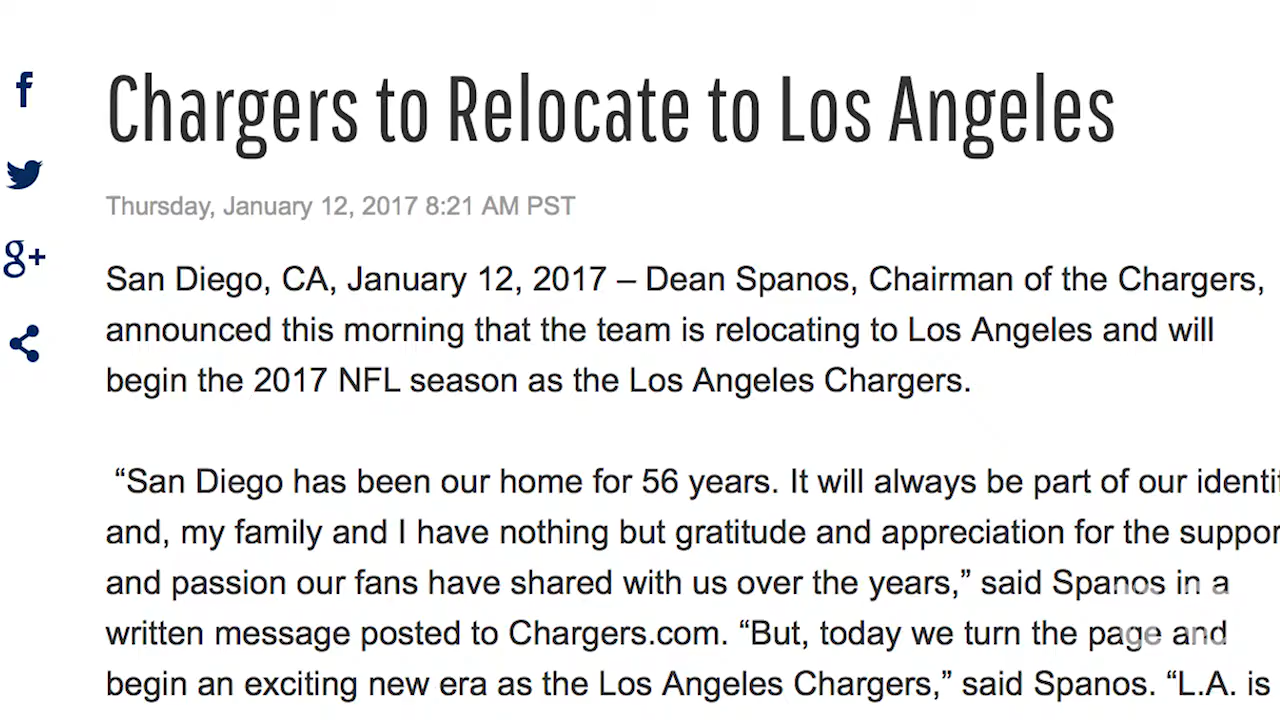 Chargers to Relocate to Los Angeles
Thursday, January 12, 2017 8:21 AM PST
San Diego, CA, January 12, 2017 – Dean Spanos, Chairman of the Chargers,
announced this morning that the team is relocating to Los Angeles and will
begin the 2017 NFL season as the Los Angeles Chargers.
“San Diego has been our home for 56 years. It will always be part of our
and, my family and I have nothing but gratitude and appreciation for the
and passion our fans have shared with us over the years,” said Spanos in a
written message posted to Chargers.com. “But, today we turn the page and
begin an exciting new era as the Los Angeles Chargers,” said Spanos. “L.A. is